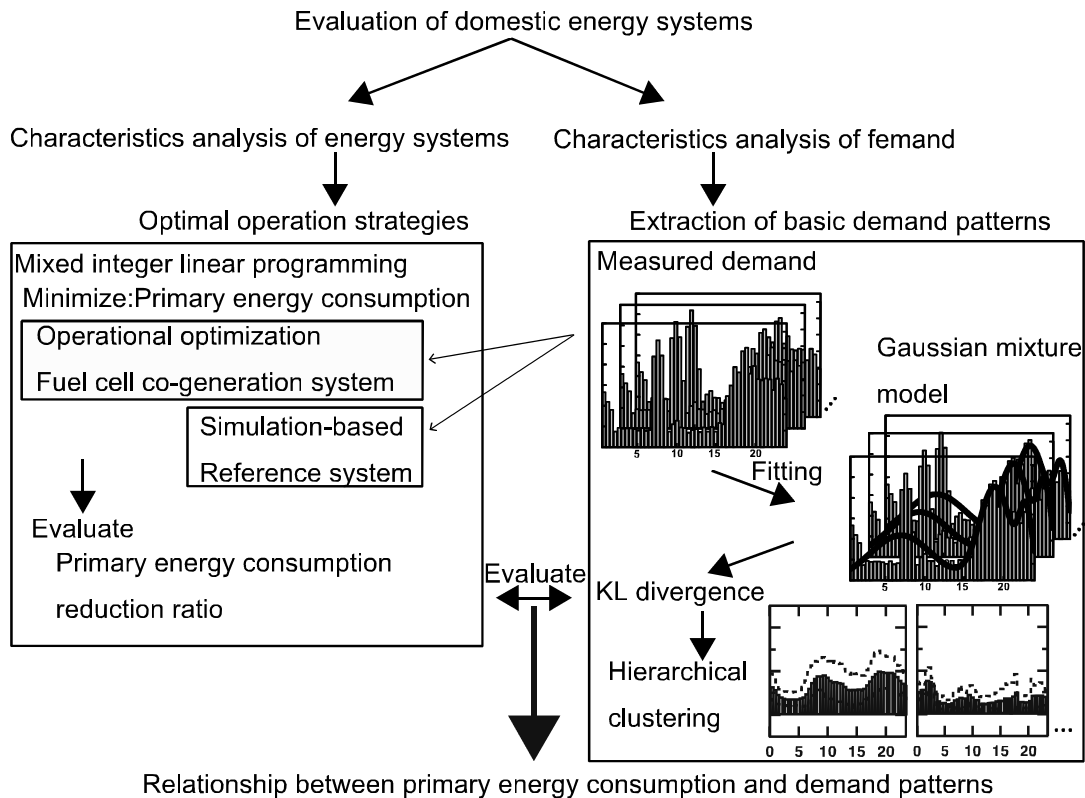 Evaluation of domestic energy systems
Characteristics analysis of energy systems
Characteristics analysis of femand
Optimal operation strategies
Mixed integer linear programming
Minimize:Primary energy consumption
Operational optimization
Fuel cell co-generation system
Simulation-based
Reference system
Evaluate
Primary energy consumption
reduction ratio
Evaluate
Extraction of basic demand patterns
Measured demand
5 10 15 20
Gaussian mixture
model
Fitting
5 10 15 20
KL divergence
Hierarchical
clustering
0 5 10 15 20
0 5 10 15 20
Relationship between primary energy consumption and demand patterns